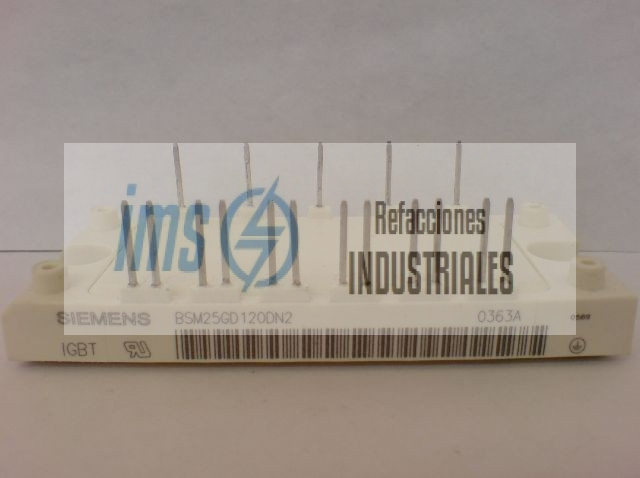 ims
Refacciones
INDUSTRIALES
SIEMENS BSM25GD120DN2 0363A 0569
IGBT